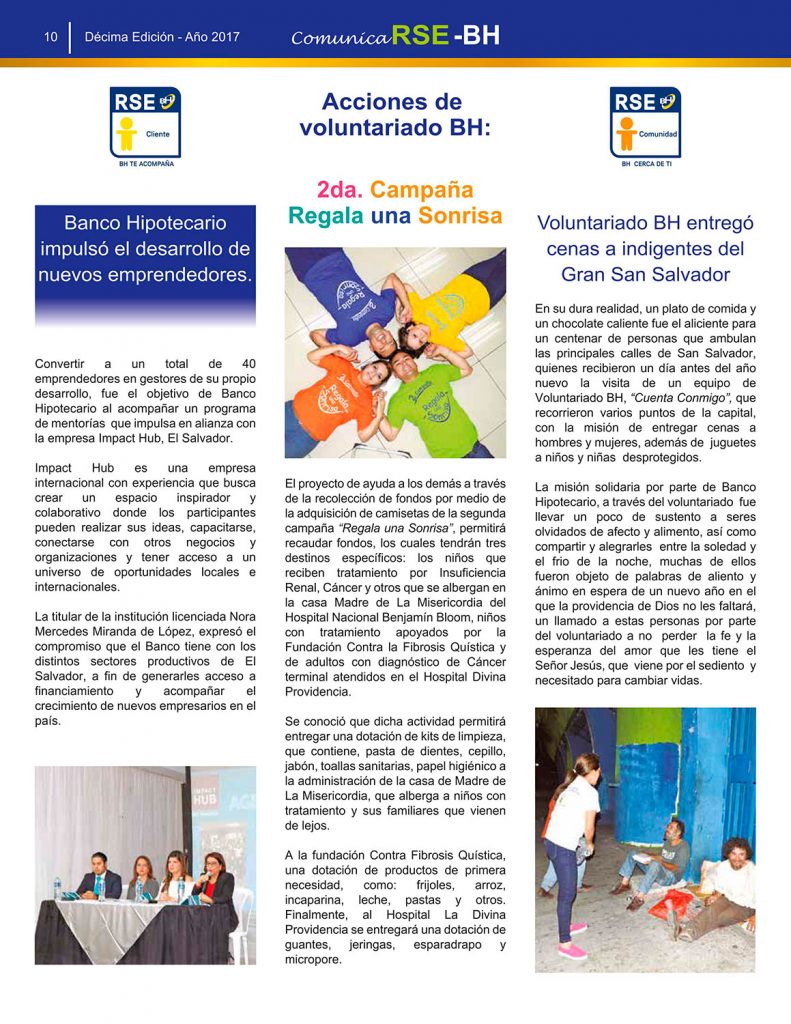 10
Décima Edición - Año 2017
Comunica RSE -BH
RSE BH
Cliente
BH TE ACOMPAÑA
Banco Hipotecario
impulsó el desarrollo de
nuevos emprendedores.
Convertir a un total de 40
emprendedores en gestores de su propio
desarrollo, fue el objetivo de Banco
Hipotecario al acompañar un programa
de mentorías que impulsa en alianza con
la empresa Impact Hub, El Salvador.
Impact Hub es una empresa
internacional con experiencia que busca
crear un espacio inspirador y
colaborativo donde los participantes
pueden realizar sus ideas, capacitarse,
conectarse con otros negocios y
organizaciones y tener acceso a un
universo de oportunidades locales e
internacionales.
La titular de la institución licenciada Nora
Mercedes Miranda de López, expresó el
compromiso que el Banco tiene con los
distintos sectores productivos de El
Salvador, a fin de generarles acceso a
financiamiento y acompañar el
crecimiento de nuevos empresarios en el
país.
IMPACT
HUB
Acciones de
voluntariado BH:
2da. Campaña
Regala una Sonrisa
Regala
Regala
El proyecto de ayuda a los demás a través
de la recolección de fondos por medio de
la adquisición de camisetas de la segunda
campaña “Regala una Sonrisa”, permitirá
recaudar fondos, los cuales tendrán tres
destinos específicos: los niños que
reciben tratamiento por Insuficiencia
Renal, Cáncer y otros que se albergan en
la casa Madre de La Misericordia del
Hospital Nacional Benjamín Bloom, niños
con tratamiento apoyados por la
Fundación Contra la Fibrosis Quística y
de adultos con diagnóstico de Cáncer
terminal atendidos en el Hospital Divina
Providencia.
Se conoció que dicha actividad permitirá
entregar una dotación de kits de limpieza,
que contiene, pasta de dientes, cepillo,
jabón, toallas sanitarias, papel higiénico a
la administración de la casa de Madre de
La Misericordia, que alberga a niños con
tratamiento y sus familiares que vienen
de lejos.
A la fundación Contra Fibrosis Quística,
una dotación de productos de primera
necesidad, como: frijoles, arroz,
incaparina, leche, pastas y otros.
Finalmente, al Hospital La Divina
Providencia se entregará una dotación de
guantes, jeringas, esparadrapo y
micropore.
RSE BH
Comunidad
BH CERCA DE TI
Voluntariado BH entregó
cenas a indigentes del
Gran San Salvador
En su dura realidad, un plato de comida y
un chocolate caliente fue el aliciente para
un centenar de personas que ambulan
las principales calles de San Salvador,
quienes recibieron un día antes del año
nuevo la visita de un equipo de
Voluntariado BH, “Cuenta Conmigo”, que
recorrieron varios puntos de la capital,
con la misión de entregar cenas a
hombres y mujeres, además de juguetes
a niños y niñas desprotegidos.
La misión solidaria por parte de Banco
Hipotecario, a través del voluntariado fue
llevar un poco de sustento a seres
olvidados de afecto y alimento, así como
compartir y alegrarles entre la soledad y
el frio de la noche, muchas de ellos
fueron objeto de palabras de aliento y
ánimo en espera de un nuevo año en el
que la providencia de Dios no les faltará,
un llamado a estas personas por parte
del voluntariado a no perder la fe y la
esperanza del amor que les tiene el
Señor Jesús, que viene por el sediento y
necesitado para cambiar vidas.